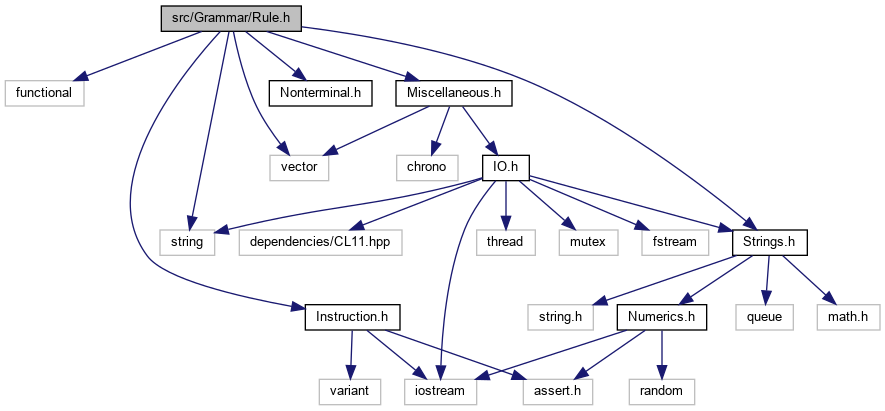 src/Grammar/Rule.h
functional
Nonterminal.h
Miscellaneous.h
vector
chrono
IO.h
string
dependencies/CL11.hpp
thread
mutex
fstream
Strings.h
Instruction.h
string.h
Numerics.h
queue
math.h
variant
iostream
assert.h
random